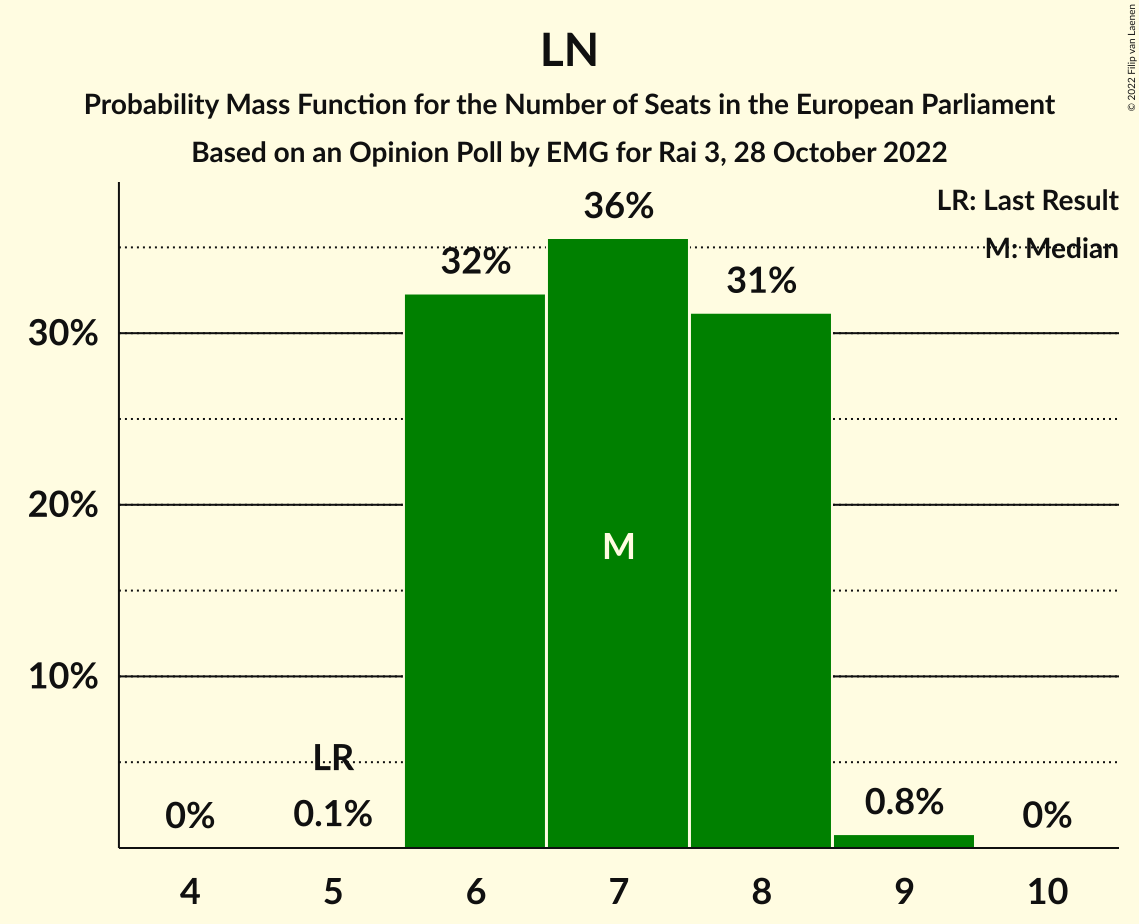 LN
Probability Mass Function for the Number of Seats in the European Parliament
Based on an Opinion Poll by EMG for Rai 3, 28 October 2022
© 2022 Filip van Laenen
LR: Last Result
M: Median
36%
32%
31%
30%
20%
M
10%
LR
0%
0.1%
0.8%
0%
4
5
6
7
8
9
10